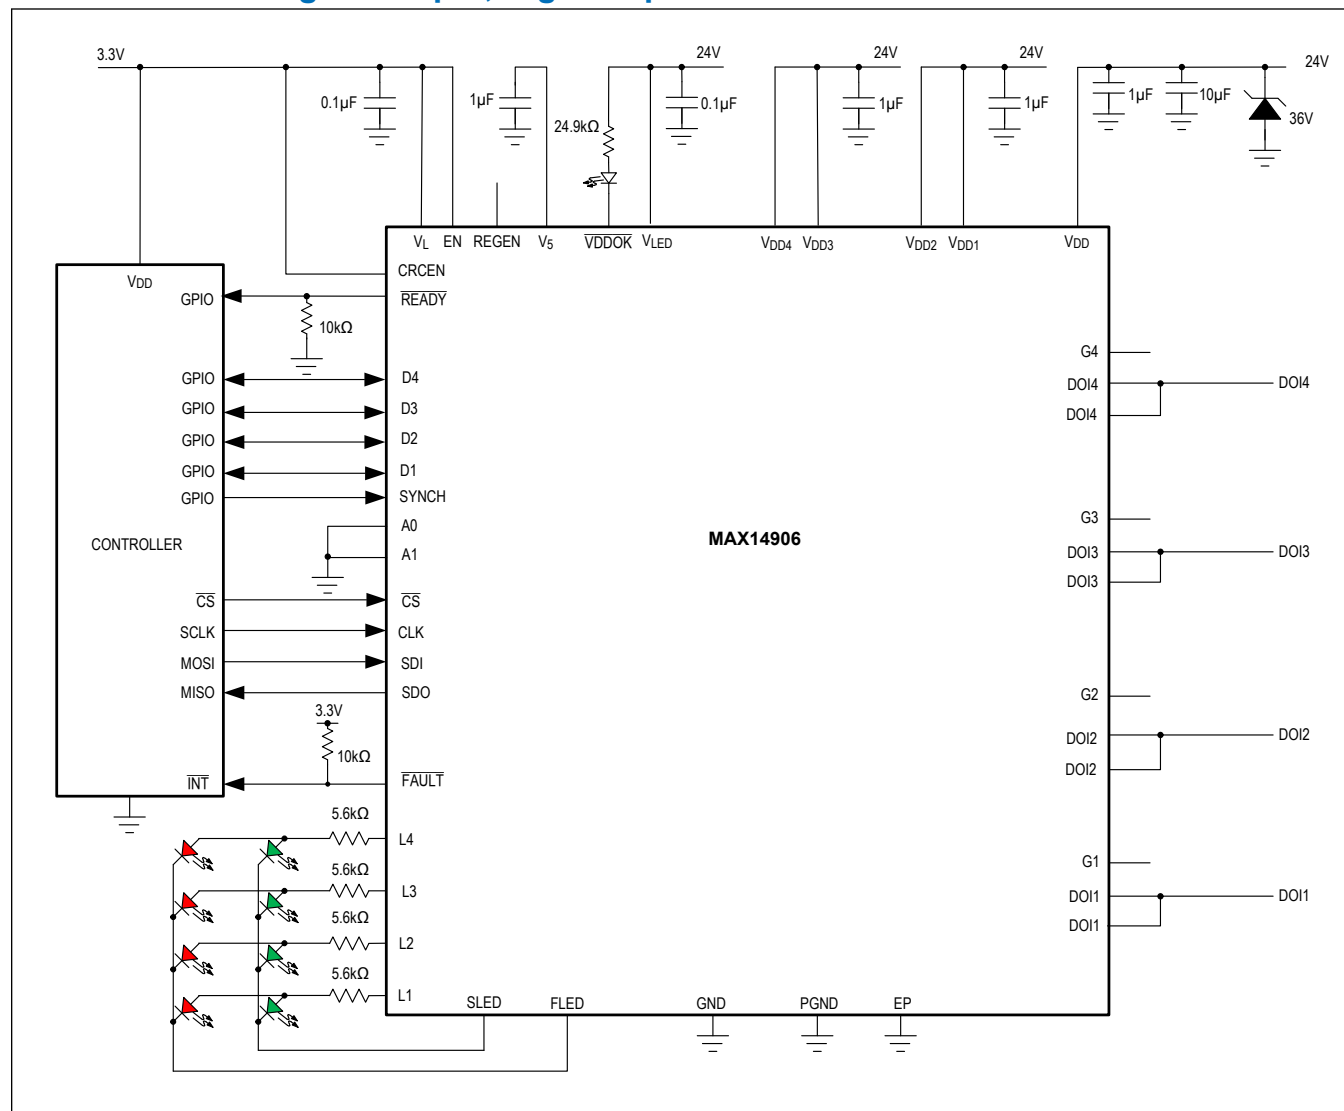 3.3V
24V
24V
24V
24V
0.1µF
1µF
0.1µF
1µF
1µF
1µF
10µF
36V
24.9kΩ
VL
EN
REGEN
V5
VDDOK
VLED
VDD4
VDD3
VDD2
VDD1
VDD
CRCEN
VDD
GPIO
READY
10kΩ
GPIO
D4
GPIO
D3
GPIO
D2
GPIO
D1
GPIO
SYNCH
A0
A1
CONTROLLER
MAX14906
CS
CS
SCLK
CLK
MOSI
SDI
MISO
SDO
3.3V
10kΩ
INT
FAULT
G4
DOI4
DOI4
DOI4
G3
DOI3
DOI3
DOI3
G2
DOI2
DOI2
DOI2
G1
DOI1
DOI1
DOI1
5.6kΩ
L4
5.6kΩ
L3
5.6kΩ
L2
5.6kΩ
L1
SLED
FLED
GND
PGND
EP